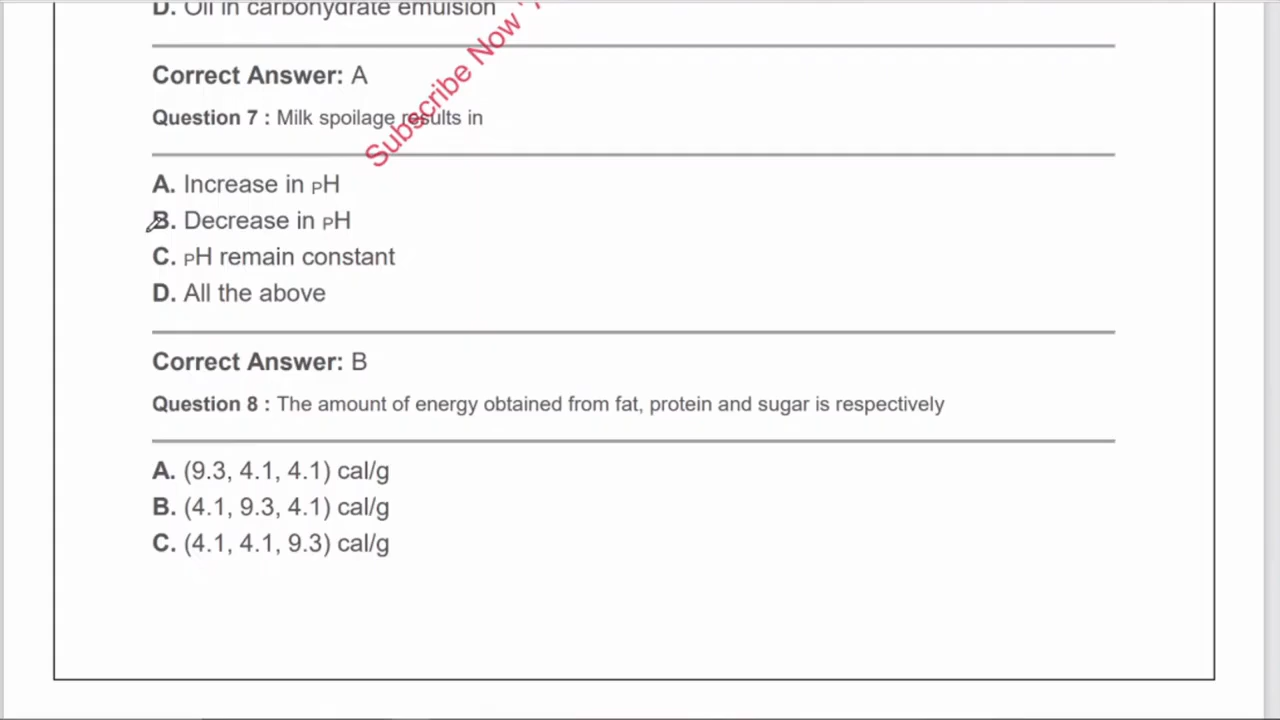 D. Oil in carbohydrate emulsion
Correct Answer: A
Subscribe Now
Question 7 : Milk spoilage results in
A. Increase in pH
B. Decrease in pH
C. pH remain constant
D. All the above
Correct Answer: B
Question 8 : The amount of energy obtained from fat, protein and sugar is respectively
A. (9.3, 4.1, 4.1) cal/g
B. (4.1, 9.3, 4.1) cal/g
C. (4.1, 4.1, 9.3) cal/g